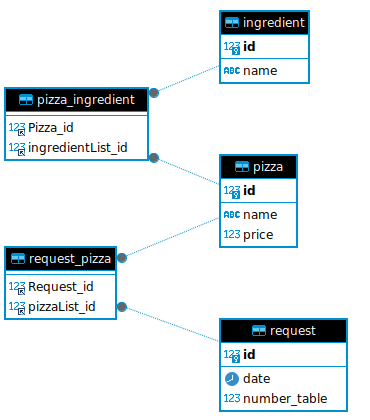 ingredient
123 id
ABC name
pizza_ingredient
123 Pizza_id
123 ingredientList_id
pizza
123 id
ABC name
123 price
request_pizza
123 Request_id
123 pizzaList_id
request
123 id
date
123 number_table